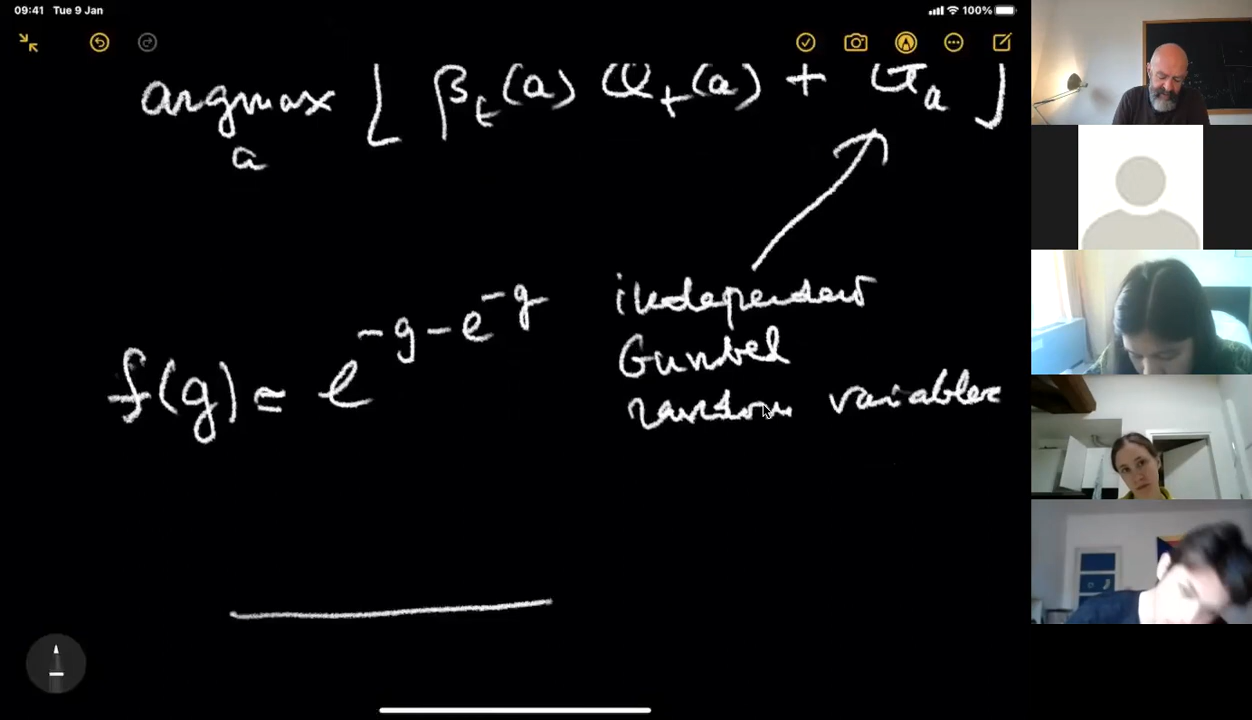 09:41 Tue 9 Jan
100%
argmax [ βₜ(a) Qₜ(a) + Gₐ ]
a
f(g) = e^{-g-e^{-g}}
independent
Gumbel
random variables